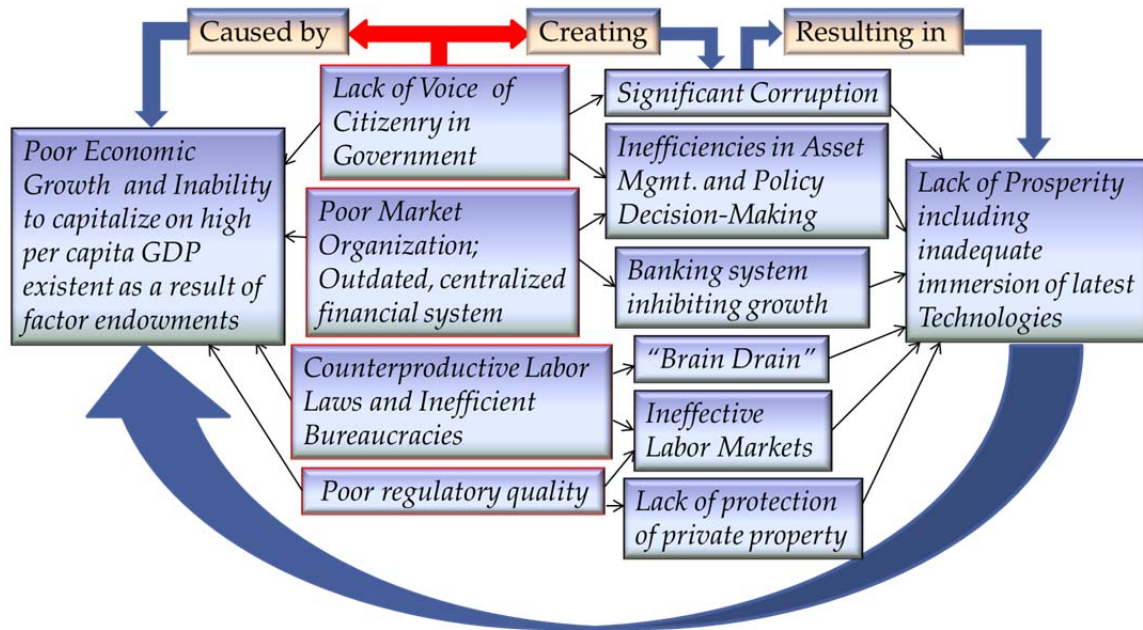 Caused by
Creating
Resulting in
Lack of Voice of
Citizenry in
Government
Significant Corruption
Poor Economic
Growth and Inability
to capitalize on high
per capita GDP
existent as a result of
factor endowments
Inefficiencies in Asset
Mgmt. and Policy
Decision-Making
Lack of Prosperity
including
inadequate
immersion of latest
Technologies
Poor Market
Organization;
Outdated, centralized
financial system
Banking system
inhibiting growth
Counterproductive Labor
Laws and Inefficient
Bureaucracies
"Brain Drain"
Ineffective
Labor Markets
Poor regulatory quality
Lack of protection
of private property